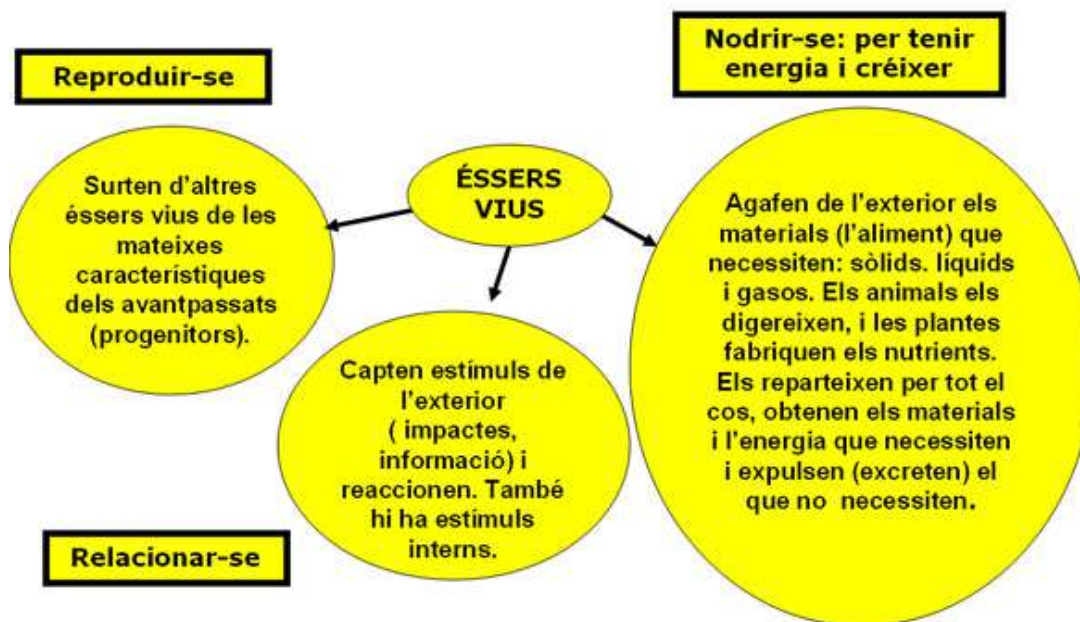 Reproduir-se
Surten d'altres
éssers vius de les
mateixes
característiques
dels avantpassats
(progenitors).
ÉSSERS
VIUS
Nodrir-se: per tenir
energia i créixer
Agafen de l'exterior els
materials (l'aliment) que
necessiten: sòlids. líquids
i gasos. Els animals els
digereixen, i les plantes
fabriquen els nutrients.
Els reparteixen per tot el
cos, obtenen els materials
i l'energia que necessiten
i expulsen (excreten) el
que no necessiten.
Capten estímuls de
l'exterior
( impactes,
informació) i
reaccionen. També
hi ha estímuls
interns.
Relacionar-se